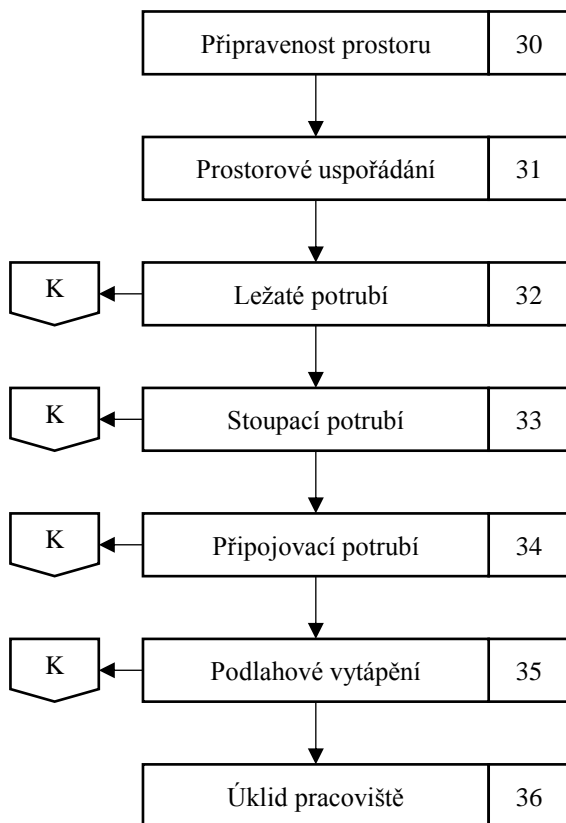 Připravenost prostoru 30
Prostorové uspořádání 31
K Ležaté potrubí 32
K Stoupací potrubí 33
K Připojovací potrubí 34
K Podlahové vytápění 35
Úklid pracoviště 36